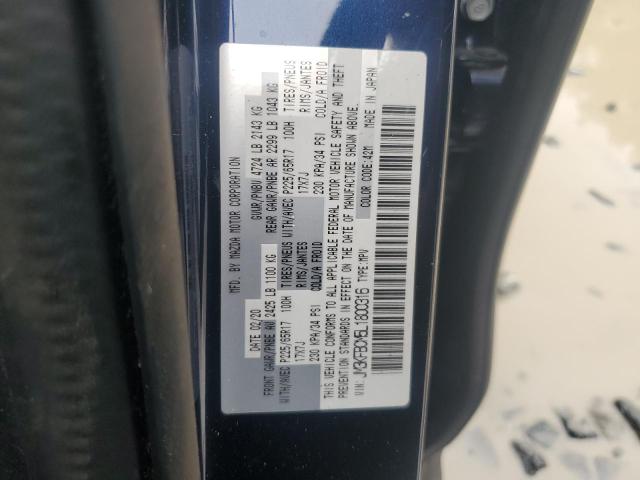 MFD. BY MAZDA MOTOR CORPORATION
DATE 02/20 GVWR/PNBV 4724 LB 2143 KG
FRONT GAWR/PNBE AV 2425 LB 1100 KG REAR GAWR/PNBE AR 2299 LB 1043 KG
TIRES/PNEUS TIRES/PNEUS
WITH/AVEC P225/65R17 100H RIMS/JANTES WITH/AVEC P225/65R17 100H RIMS/JANTES
17X7J COLD/A FROID 17X7J COLD/A FROID
230 KPA/34 PSI 230 KPA/34 PSI
THIS VEHICLE CONFORMS TO ALL APPLICABLE FEDERAL MOTOR VEHICLE SAFETY AND THEFT
PREVENTION STANDARDS IN EFFECT ON THE DATE OF MANUFACTURE SHOWN ABOVE.
COLOR CODE:42M MADE IN JAPAN
VIN: TYPE:MPV